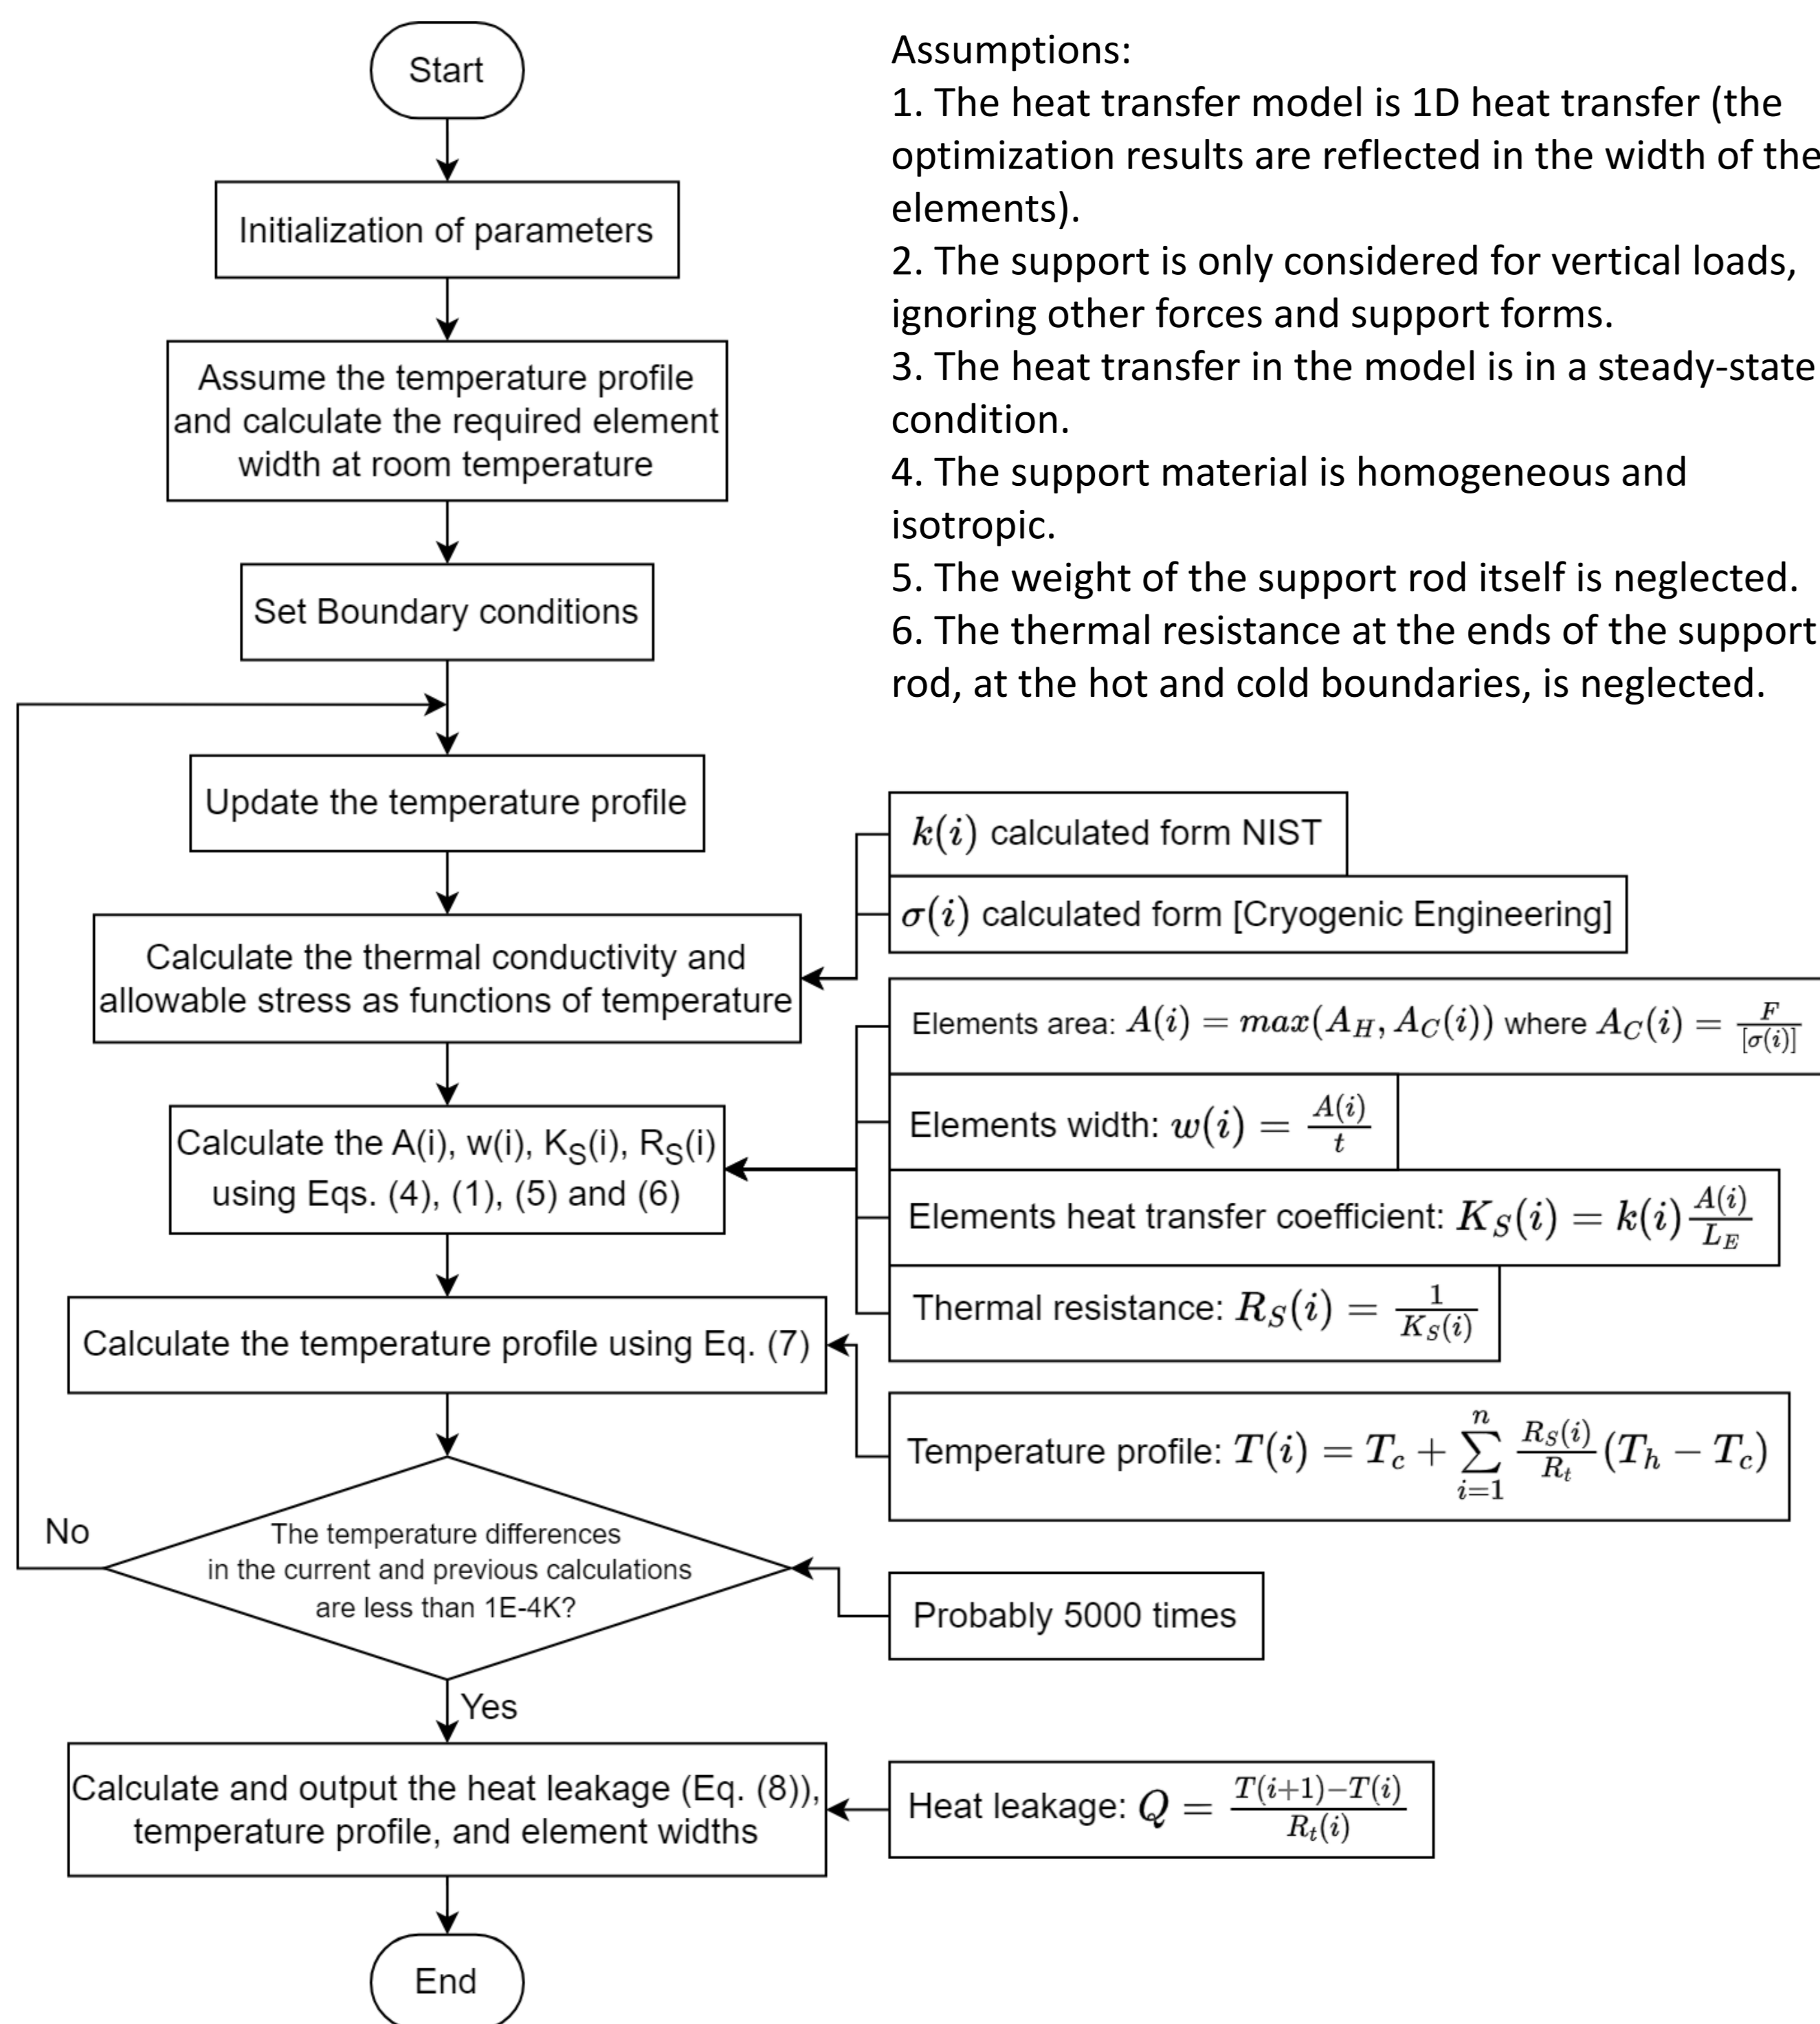 Start
Initialization of parameters
Assume the temperature profile
and calculate the required element
width at room temperature
Set Boundary conditions
Update the temperature profile
Calculate the thermal conductivity and
allowable stress as functions of temperature
Calculate the A(i), w(i), K_S(i), R_S(i)
using Eqs. (4), (1), (5) and (6)
Calculate the temperature profile using Eq. (7)
The temperature differences
in the current and previous calculations
are less than 1E-4K?
No
Yes
Calculate and output the heat leakage (Eq. (8)),
temperature profile, and element widths
End
Assumptions:
1. The heat transfer model is 1D heat transfer (the
optimization results are reflected in the width of the
elements).
2. The support is only considered for vertical loads,
ignoring other forces and support forms.
3. The heat transfer in the model is in a steady-state
condition.
4. The support material is homogeneous and
isotropic.
5. The weight of the support rod itself is neglected.
6. The thermal resistance at the ends of the support
rod, at the hot and cold boundaries, is neglected.
k(i) calculated form NIST
σ(i) calculated form [Cryogenic Engineering]
Elements area: A(i) = max(A_H, A_C(i)) where A_C(i) = F/[σ(i)]
Elements width: w(i) = A(i)/t
Elements heat transfer coefficient: K_S(i) = k(i) A(i)/L_E
Thermal resistance: R_S(i) = 1/K_S(i)
Temperature profile: T(i) = T_c + ∑_{i=1}^{n} R_S(i)/R_t (T_h − T_c)
Probably 5000 times
Heat leakage: Q = (T(i+1)−T(i))/R_t(i)